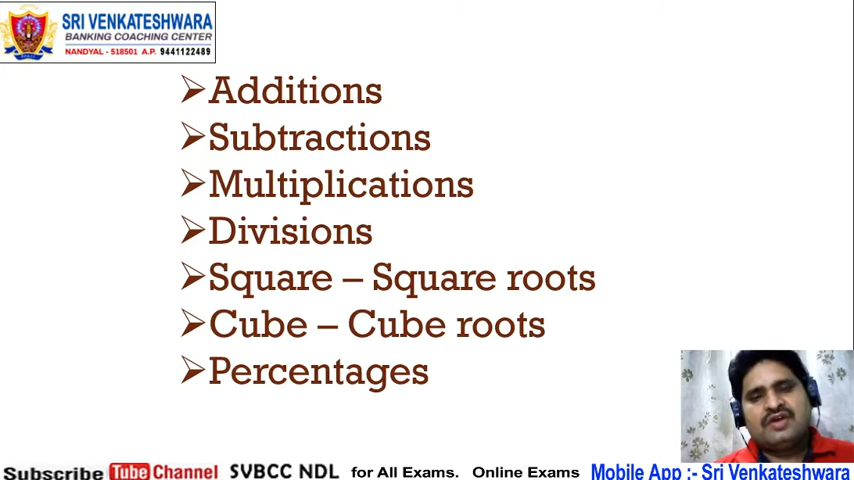 SRI VENKATESHWARA
BANKING COACHING CENTER
NANDYAL - 518501 A.P. 9441122489
➢Additions
➢Subtractions
➢Multiplications
➢Divisions
➢Square – Square roots
➢Cube – Cube roots
➢Percentages
Subscribe YouTube Channel SVBCC NDL for All Exams. Online Exams Mobile App :- Sri Venkateshwara